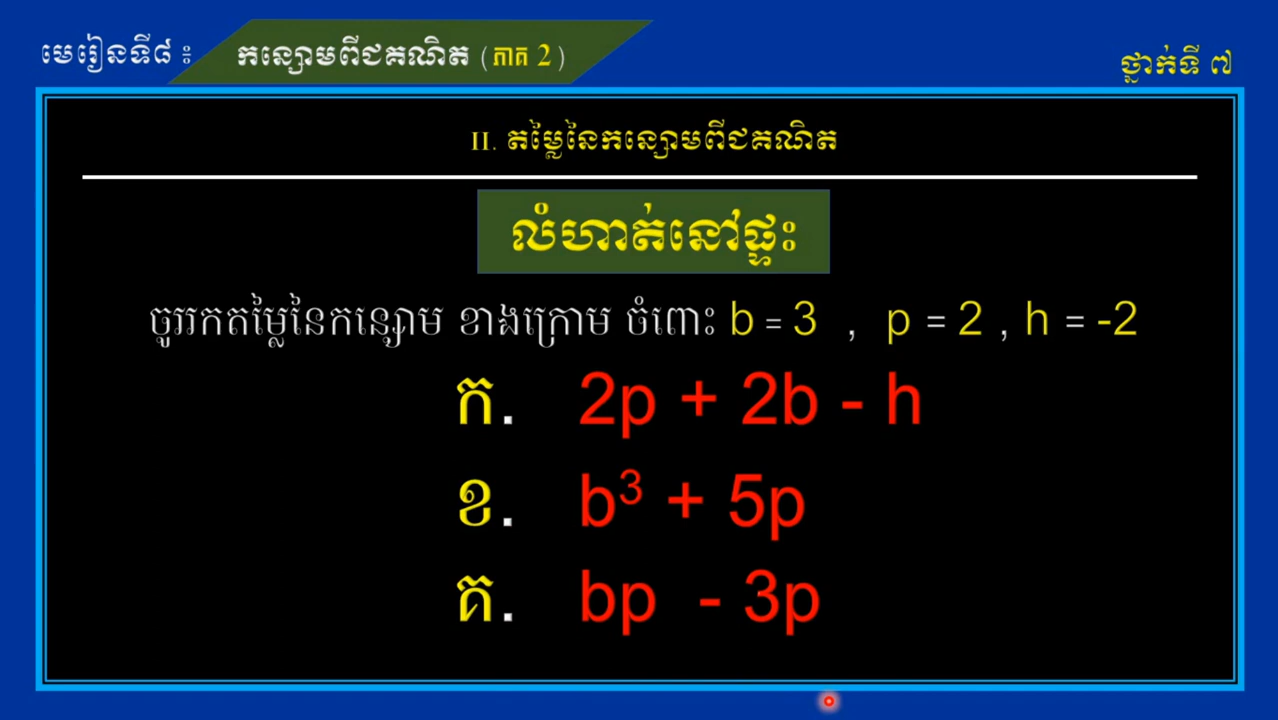 មេរៀនទី៨ ៖ កន្សោមពីជគណិត (ភាគ 2)
ថ្នាក់ទី ៧
II. តម្លៃនៃកន្សោមពីជគណិត
លំហាត់នៅផ្ទះ
ចូររកតម្លៃនៃកន្សោម ខាងក្រោម ចំពោះ b = 3 , p = 2 , h = -2
ក. 2p + 2b - h
ខ. b³ + 5p
គ. bp - 3p